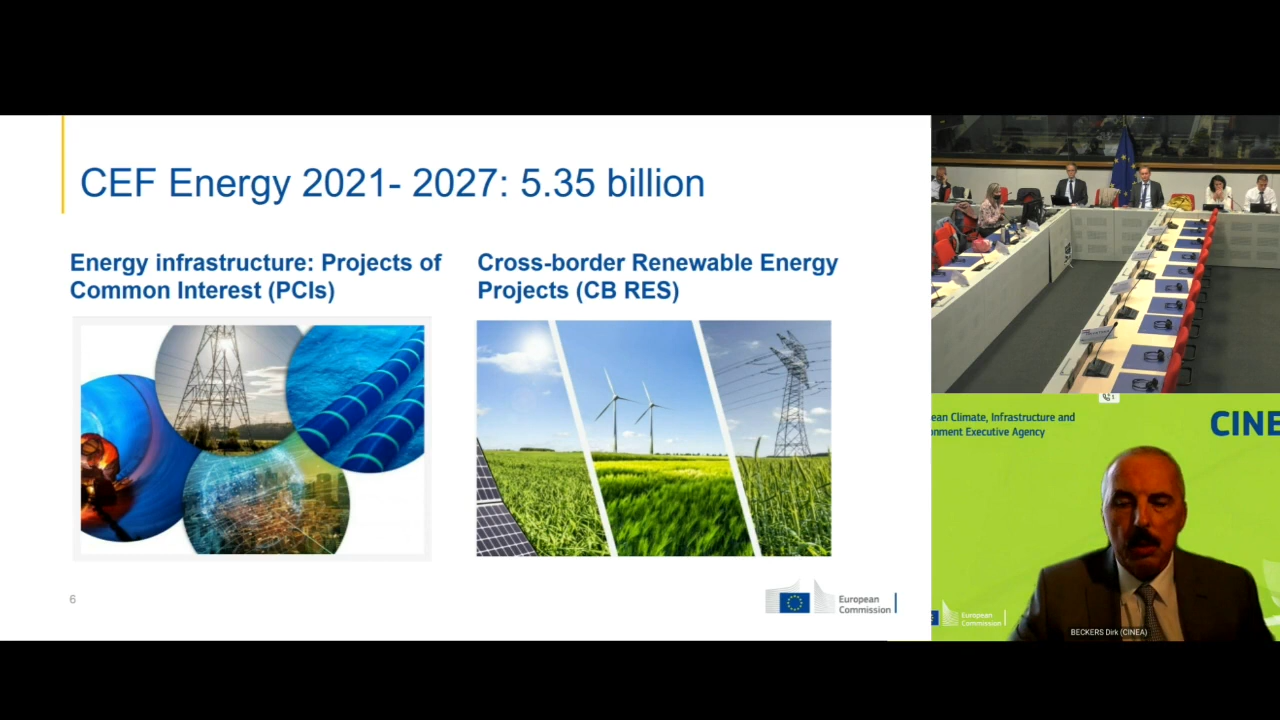 CEF Energy 2021- 2027: 5.35 billion
Energy infrastructure: Projects of
Common Interest (PCIs)
Cross-border Renewable Energy
Projects (CB RES)
6
European
Commission
ean Climate, Infrastructure and
onment Executive Agency
CINE
European
Commission
BECKERS Dirk (CINEA)